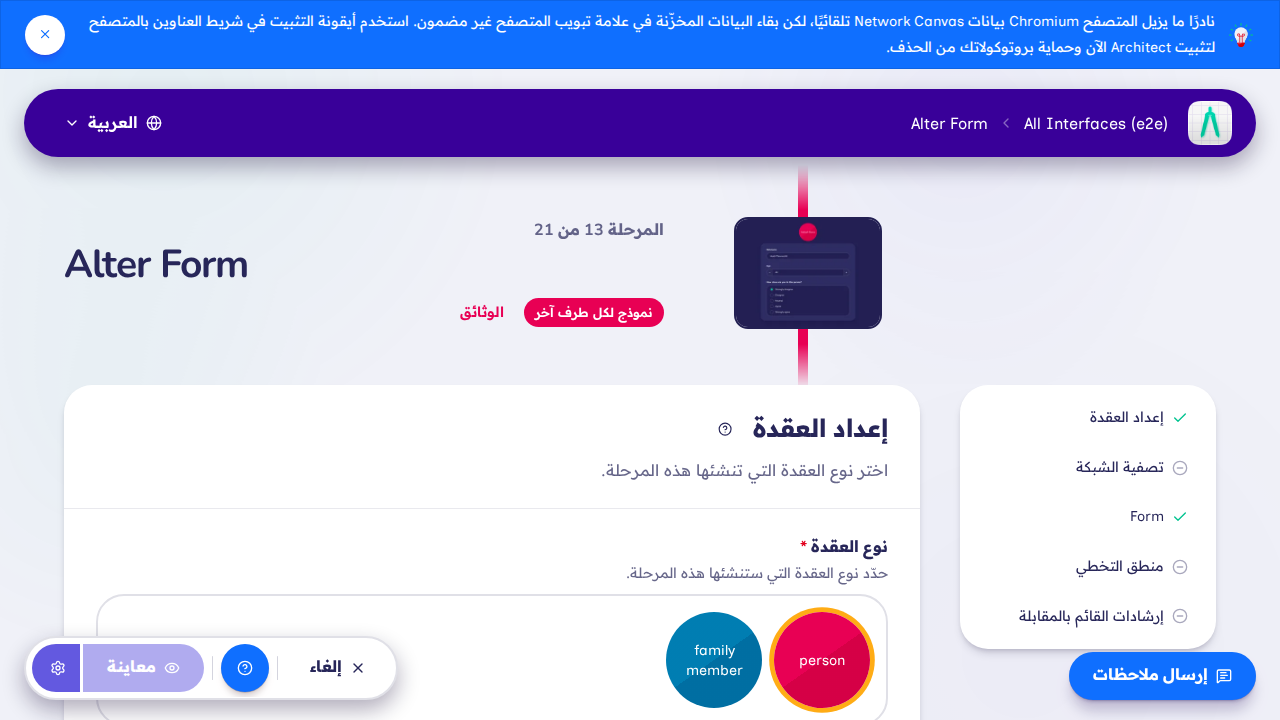 نادرًا ما يزيل المتصفح Chromium بيانات Network Canvas تلقائيًا، لكن بقاء البيانات المخزّنة في علامة تبويب المتصفح غير مضمون. استخدم أيقونة التثبيت في شريط العناوين بالمتصفح
لتثبيت Architect الآن وحماية بروتوكولاتك من الحذف.
All Interfaces (e2e)
Alter Form
العربية
المرحلة 13 من 21
Alter Form
نموذج لكل طرف آخر
الوثائق
إعداد العقدة
تصفية الشبكة
Form
منطق التخطي
إرشادات القائم بالمقابلة
إعداد العقدة
اختر نوع العقدة التي تنشئها هذه المرحلة.
نوع العقدة *
حدّد نوع العقدة التي ستنشئها هذه المرحلة.
person
family
member
إلغاء
معاينة
إرسال ملاحظات